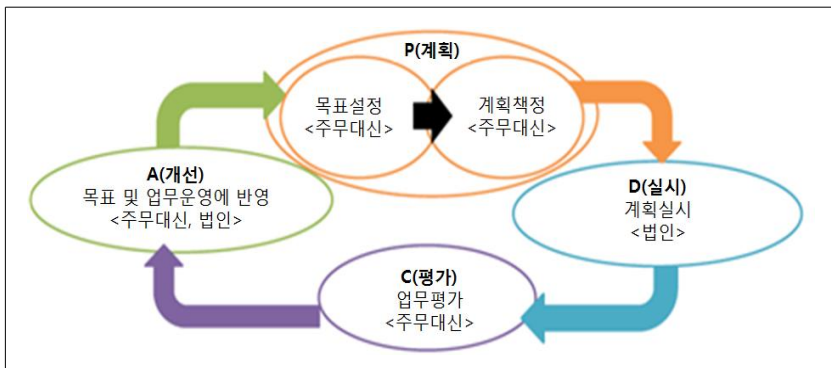 P(계획)
목표설정
<주무대신>
계획책정
<주무대신>
A(개선)
목표 및 업무운영에 반영
<주무대신, 법인>
D(실시)
계획실시
<법인>
C(평가)
업무평가
<주무대신>